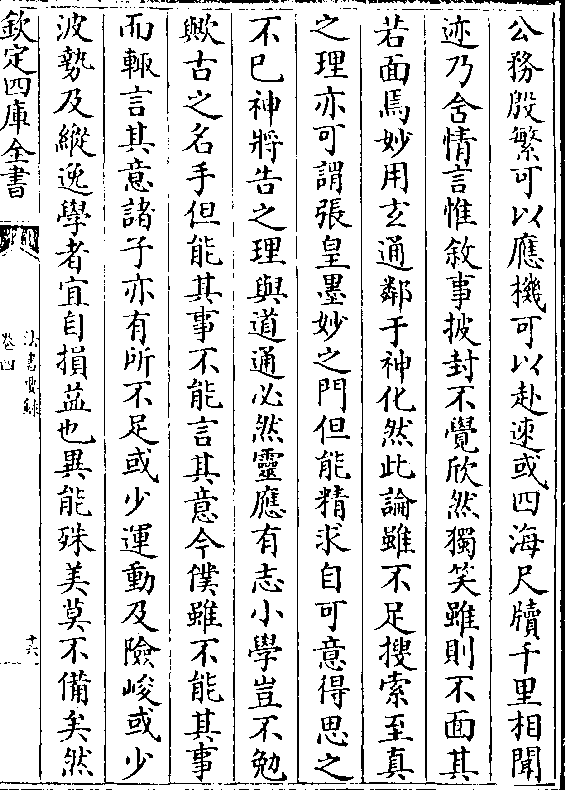 公務殷繁可以應機可以赴速或四海尺牘千里相聞
迹乃含情言惟敘事披封不覺欣然獨笑雖則不面其
若面焉妙用玄通鄰于神化然此論雖不足搜索至真
之理亦可謂張皇墨妙之門但能精求自可意得思之
不已神將告之理與道通必然靈應有志小學豈不勉
歟古之名手但能其事不能言其意今僕雖不能其事
而輒言其意諸子亦有所不足或少運動及險峻或少
波勢及縱逸學者宜自損益也異能殊美莫不備矣然
欽定四庫全書
法書要録
卷四
十六